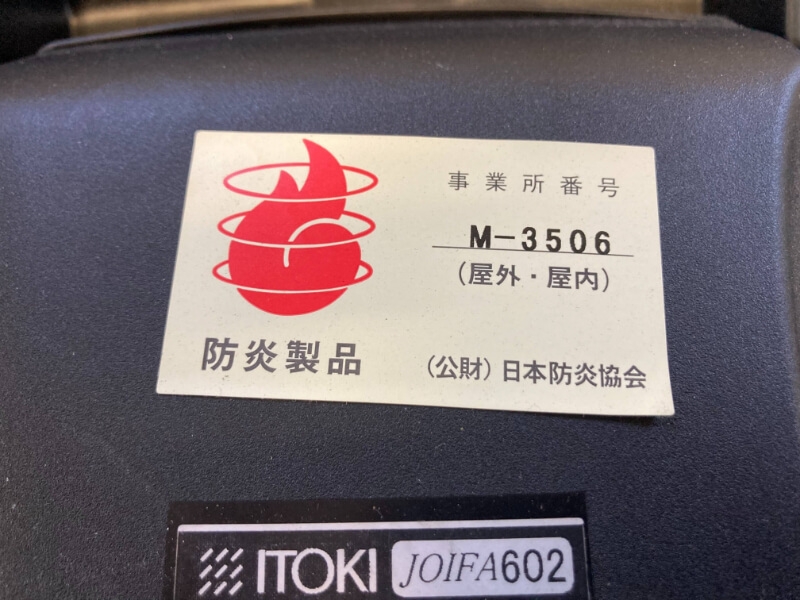 事業所番号
M-3506
(屋外・屋内)
防炎製品
(公財)日本防炎協会
ITOKI JOIFA602